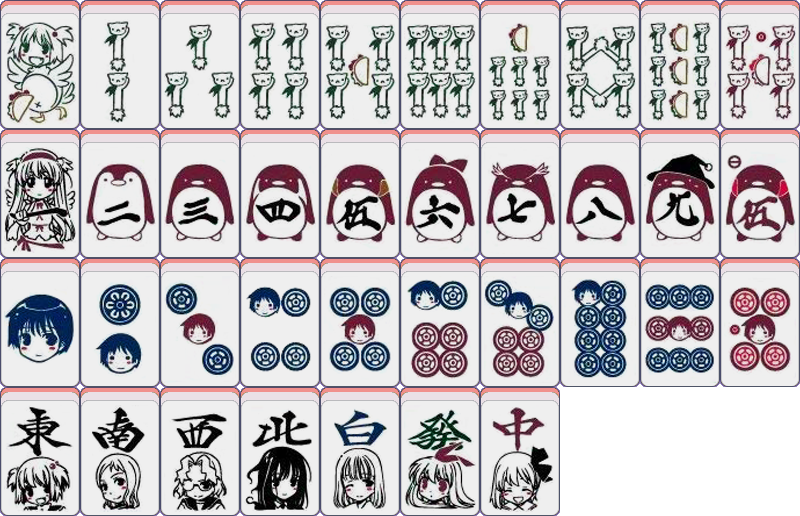 二 三 四 伍 六 七 八 九 伍
東 南 西 北 白 發 中